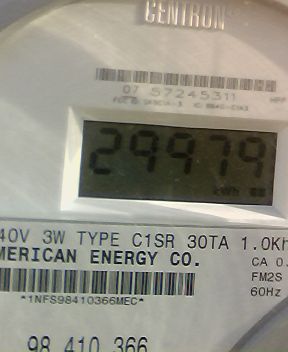 CENTRON
07 57245311
29979
kWh
40V 3W TYPE C1SR 30TA 1.0Kh
MERICAN ENERGY CO.
CA 0.
FM2S
*1NFS98410366MEC*
60Hz
98 410 366